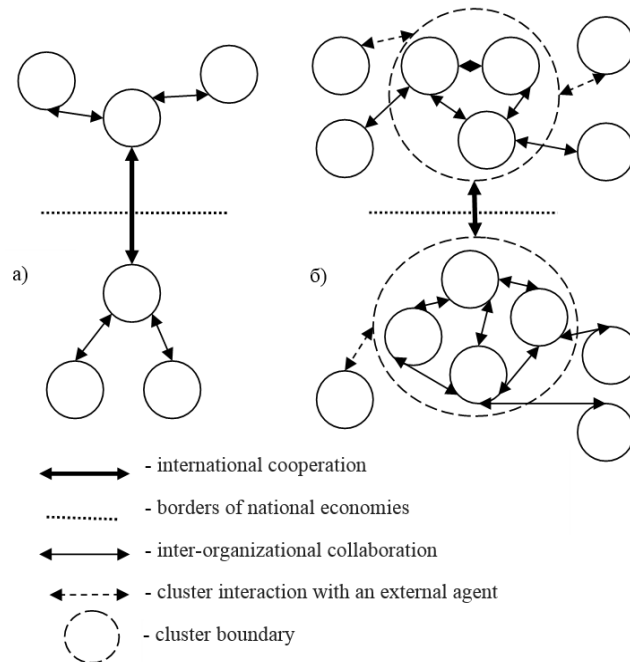 а)
б)
- international cooperation
- borders of national economies
- inter-organizational collaboration
- cluster interaction with an external agent
- cluster boundary